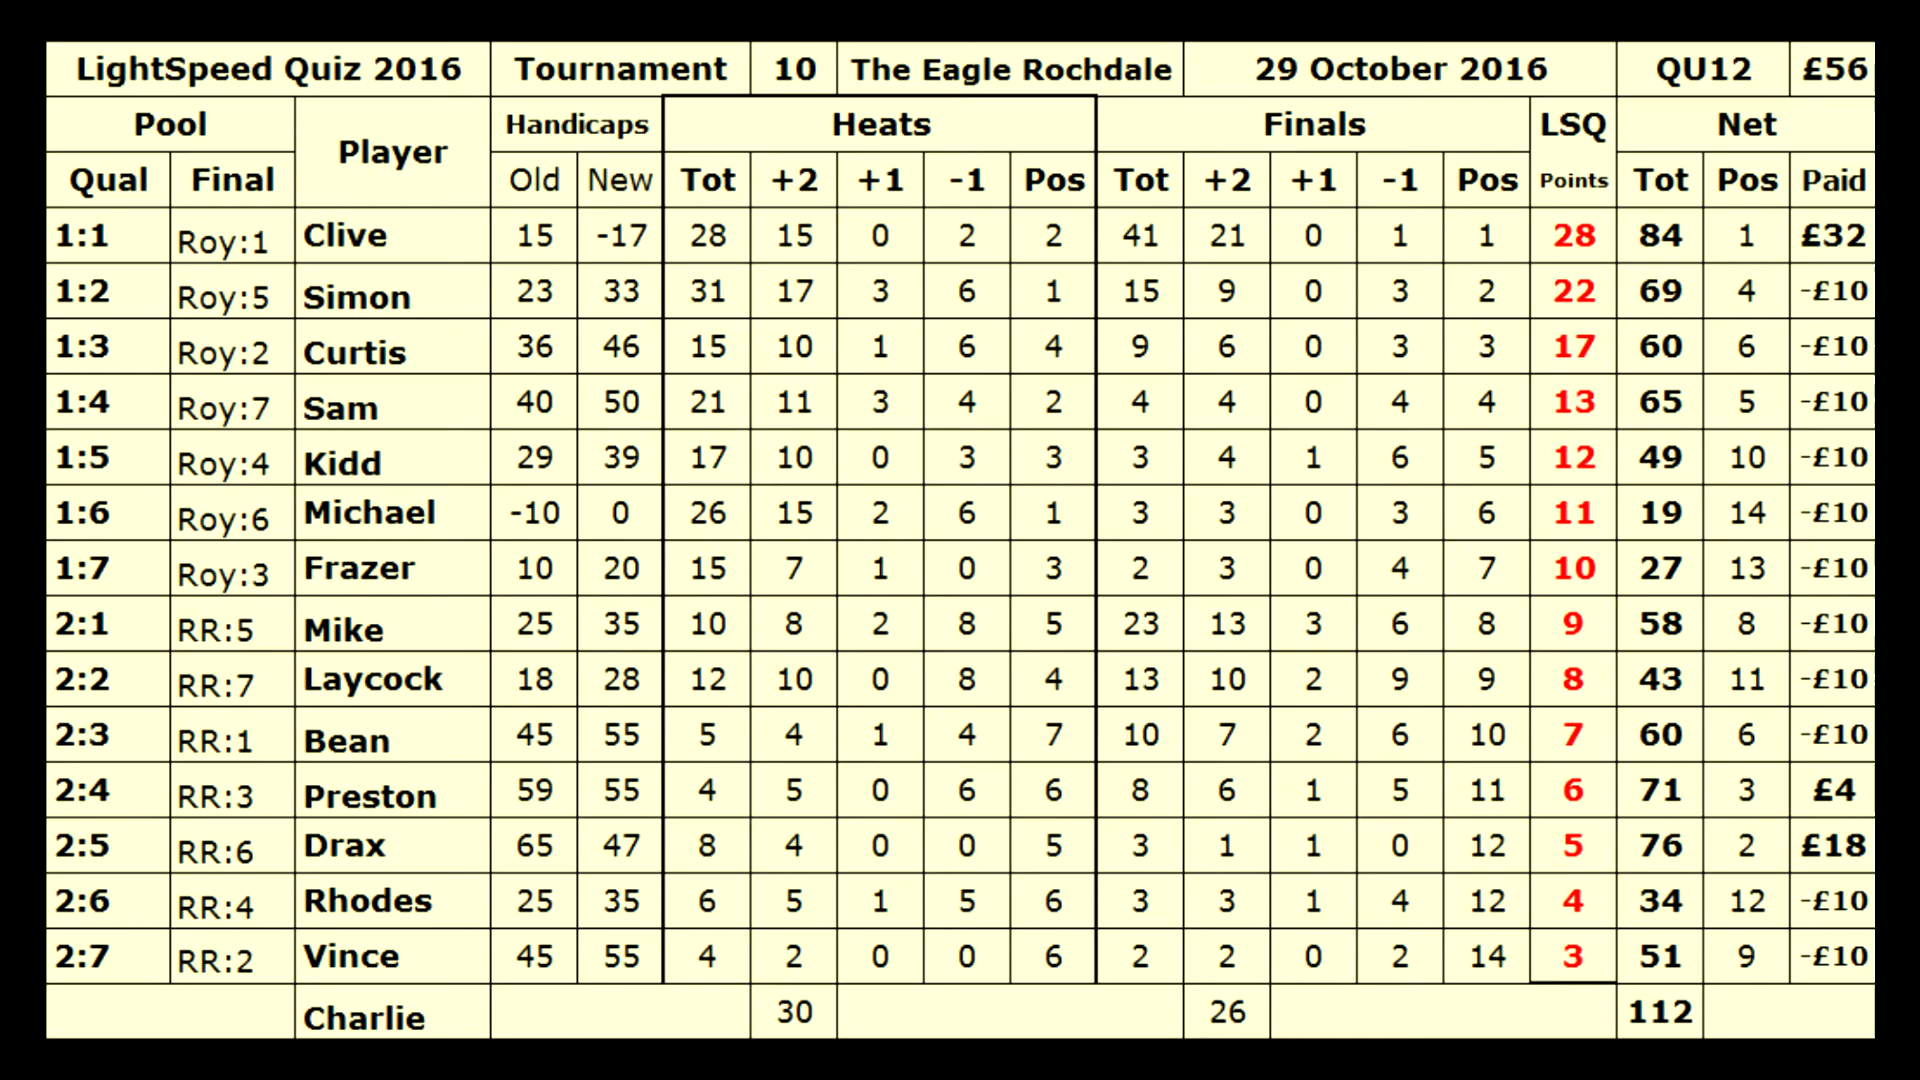 LightSpeed Quiz 2016 Tournament 10 The Eagle Rochdale 29 October 2016 QU12 £56
Pool Player Handicaps Heats Finals LSQ Net
Qual Final Old New Tot +2 +1 -1 Pos Tot +2 +1 -1 Pos Points Tot Pos Paid
1:1 Roy:1 Clive 15 -17 28 15 0 2 2 41 21 0 1 1 28 84 1 £32
1:2 Roy:5 Simon 23 33 31 17 3 6 1 15 9 0 3 2 22 69 4 -£10
1:3 Roy:2 Curtis 36 46 15 10 1 6 4 9 6 0 3 3 17 60 6 -£10
1:4 Roy:7 Sam 40 50 21 11 3 4 2 4 4 0 4 4 13 65 5 -£10
1:5 Roy:4 Kidd 29 39 17 10 0 3 3 3 4 1 6 5 12 49 10 -£10
1:6 Roy:6 Michael -10 0 26 15 2 6 1 3 3 0 3 6 11 19 14 -£10
1:7 Roy:3 Frazer 10 20 15 7 1 0 3 2 3 0 4 7 10 27 13 -£10
2:1 RR:5 Mike 25 35 10 8 2 8 5 23 13 3 6 8 9 58 8 -£10
2:2 RR:7 Laycock 18 28 12 10 0 8 4 13 10 2 9 9 8 43 11 -£10
2:3 RR:1 Bean 45 55 5 4 1 4 7 10 7 2 6 10 7 60 6 -£10
2:4 RR:3 Preston 59 55 4 5 0 6 6 8 6 1 5 11 6 71 3 £4
2:5 RR:6 Drax 65 47 8 4 0 0 5 3 1 1 0 12 5 76 2 £18
2:6 RR:4 Rhodes 25 35 6 5 1 5 6 3 3 1 4 12 4 34 12 -£10
2:7 RR:2 Vince 45 55 4 2 0 0 6 2 2 0 2 14 3 51 9 -£10
Charlie 30 26 112